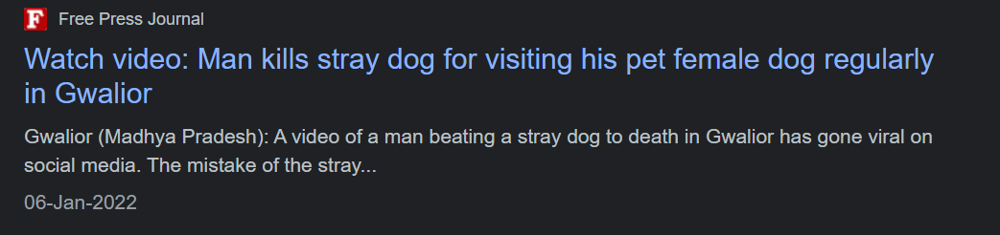 F Free Press Journal
Watch video: Man kills stray dog for visiting his pet female dog regularly
in Gwalior
Gwalior (Madhya Pradesh): A video of a man beating a stray dog to death in Gwalior has gone viral on
social media. The mistake of the stray...
06-Jan-2022